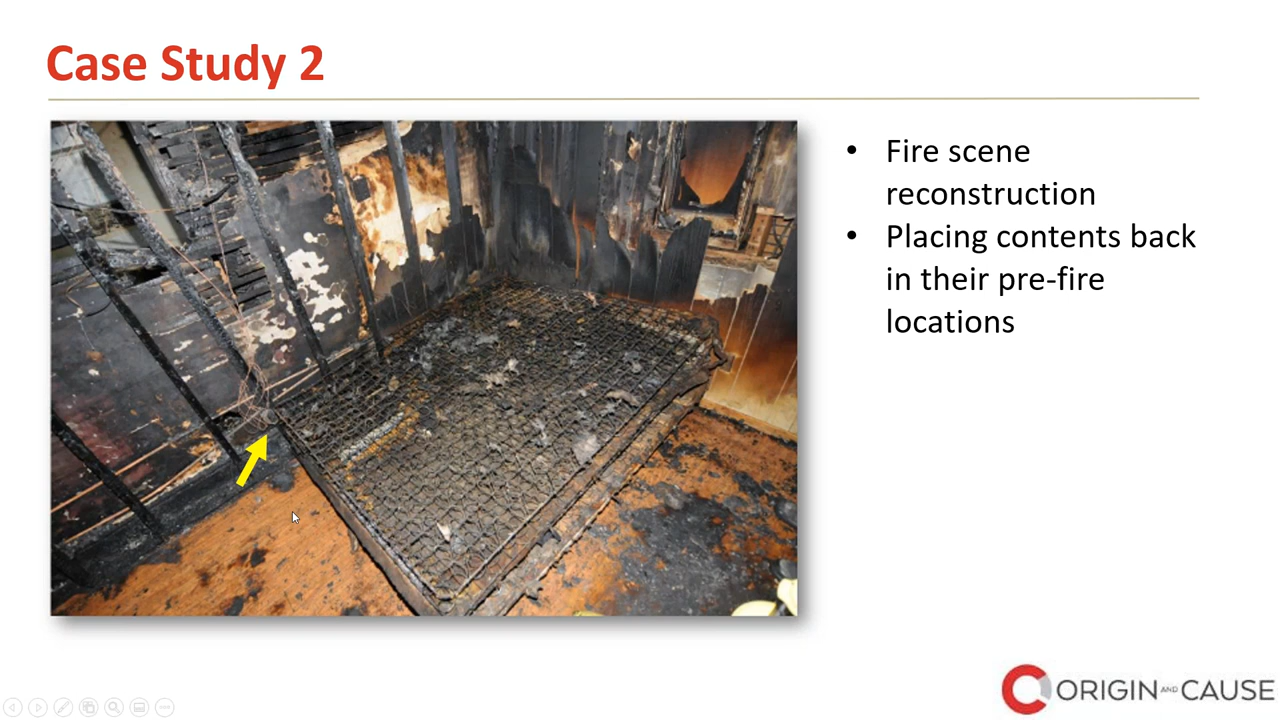 Case Study 2
• Fire scene
reconstruction
• Placing contents back
in their pre-fire
locations
ORIGIN AND CAUSE